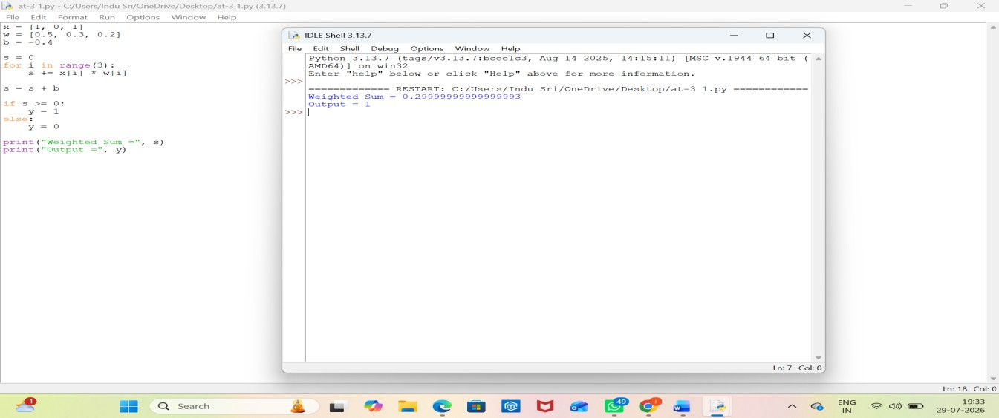 at-3 1.py - C:/Users/Indu Sri/OneDrive/Desktop/at-3 1.py (3.13.7)
File Edit Format Run Options Window Help
x = [1, 0, 1]
w = [0.5, 0.3, 0.2]
b = -0.4
s = 0
for i in range(3):
    s += x[i] * w[i]
s = s + b
if s >= 0:
    y = 1
else:
    y = 0
print("Weighted Sum =", s)
print("Output =", y)
IDLE Shell 3.13.7
File Edit Shell Debug Options Window Help
Python 3.13.7 (tags/v3.13.7:bcee1c3, Aug 14 2025, 14:15:11) [MSC v.1944 64 bit (
AMD64)] on win32
Enter "help" below or click "Help" above for more information.
>>>
============= RESTART: C:/Users/Indu Sri/OneDrive/Desktop/at-3 1.py ============
Weighted Sum = 0.29999999999999993
Output = 1
>>>
Ln: 7 Col: 0
Ln: 18 Col: 0
1
Search
49
ENG
IN
19:33
29-07-2026